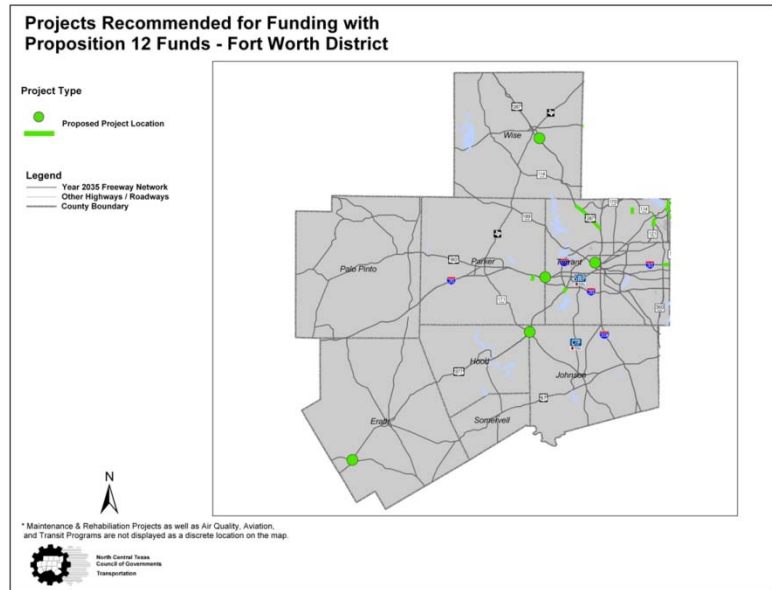 Projects Recommended for Funding with
Proposition 12 Funds - Fort Worth District
Project Type
Proposed Project Location
Legend
Year 2035 Freeway Network
Other Highways / Roadways
County Boundary
Wise
Palo Pinto
Parker
Tarrant
Hood
Johnson
Erath
Somervell
N
* Maintenance & Rehabiliation Projects as well as Air Quality, Aviation,
and Transit Programs are not displayed as a discrete location on the map.
North Central Texas
Council of Governments
Transportation